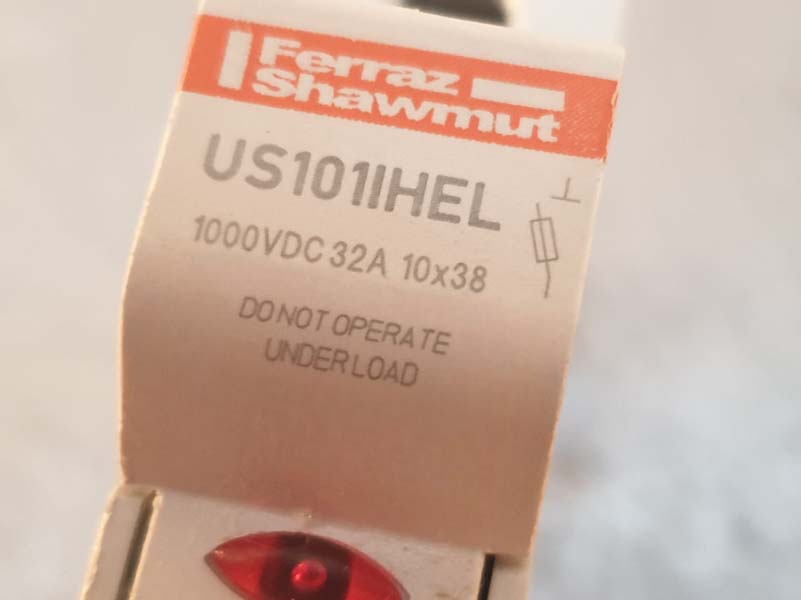 Ferraz
Shawmut
US101IHEL
1000VDC 32A 10x38
DO NOT OPERATE
UNDER LOAD